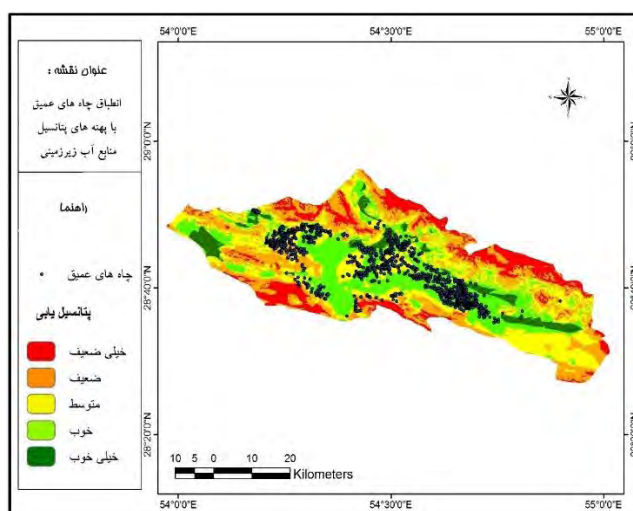 54°0'0"E 54°30'0"E 55°0'0"E
عنوان نقشه :
انطباق چاه های عمیق
با پهنه های پتانسیل
منابع آب زیرزمینی
راهنما
چاه های عمیق
پتانسیل یابی
خیلی ضعیف
ضعیف
متوسط
خوب
خیلی خوب
29°0'0"N
28°40'0"N
28°20'0"N
10 5 0 10 20
Kilometers
54°0'0"E 54°30'0"E 55°0'0"E